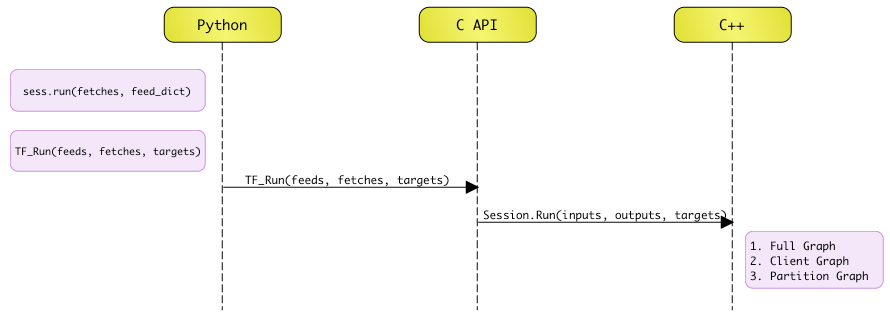 Python
C API
C++
sess.run(fetches, feed_dict)
TF_Run(feeds, fetches, targets)
TF_Run(feeds, fetches, targets)
Session.Run(inputs, outputs, targets)
1. Full Graph
2. Client Graph
3. Partition Graph